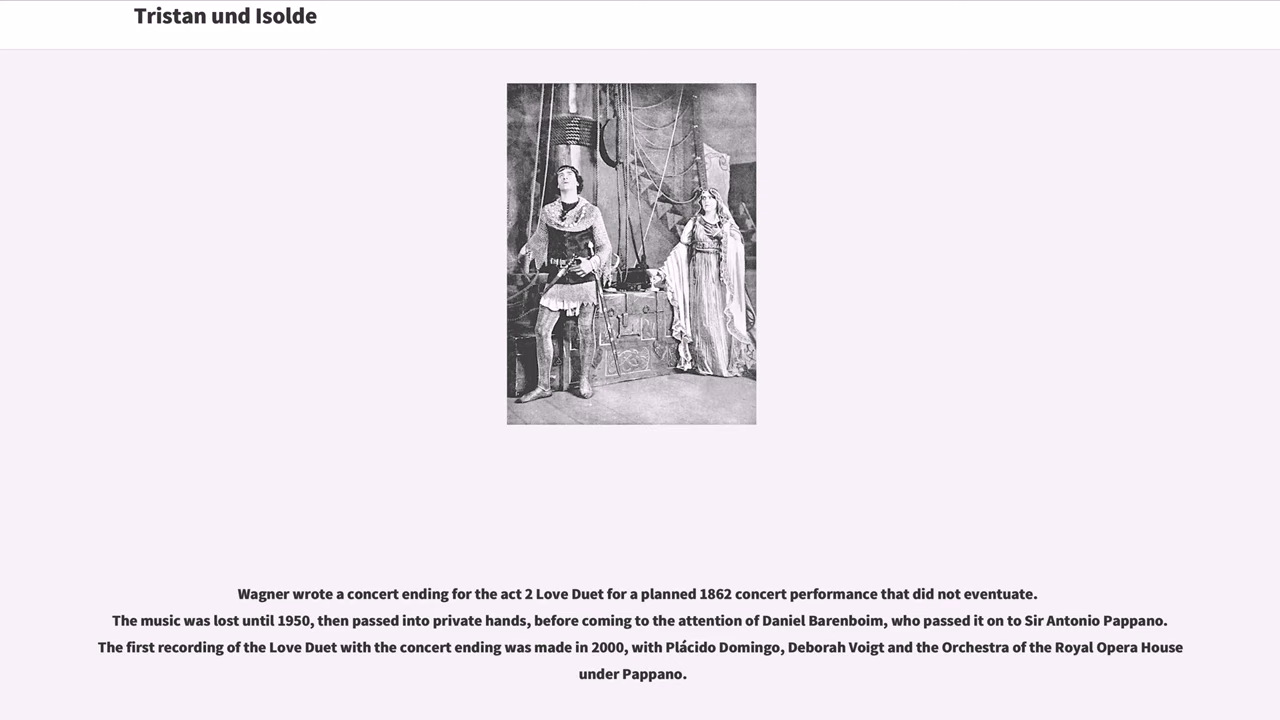 Tristan und Isolde
Wagner wrote a concert ending for the act 2 Love Duet for a planned 1862 concert performance that did not eventuate.
The music was lost until 1950, then passed into private hands, before coming to the attention of Daniel Barenboim, who passed it on to Sir Antonio Pappano.
The first recording of the Love Duet with the concert ending was made in 2000, with Plácido Domingo, Deborah Voigt and the Orchestra of the Royal Opera House
under Pappano.